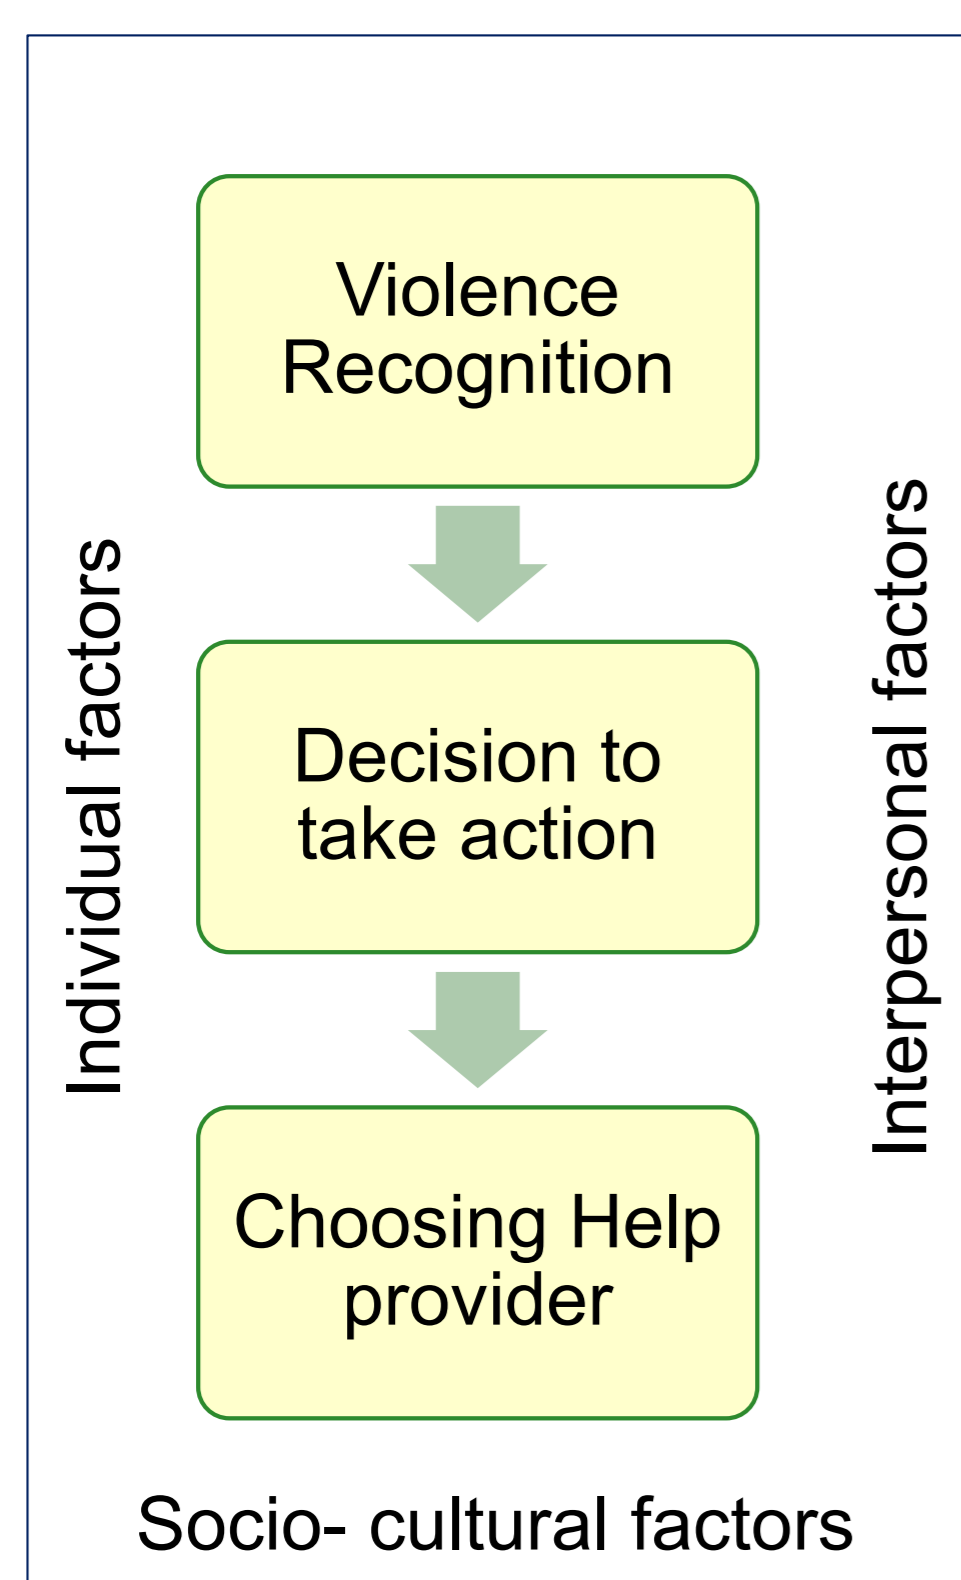 Violence
Recognition
Individual factors
Interpersonal factors
Decision to
take action
Choosing Help
provider
Socio- cultural factors